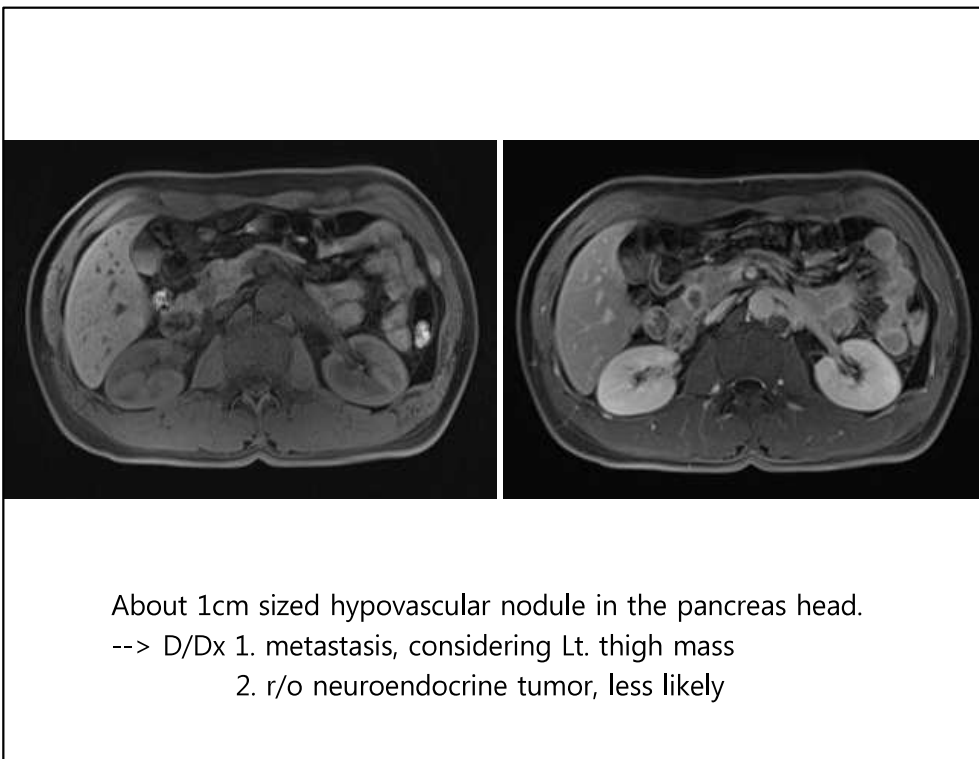 About 1cm sized hypovascular nodule in the pancreas head.
--> D/Dx 1. metastasis, considering Lt. thigh mass
2. r/o neuroendocrine tumor, less likely